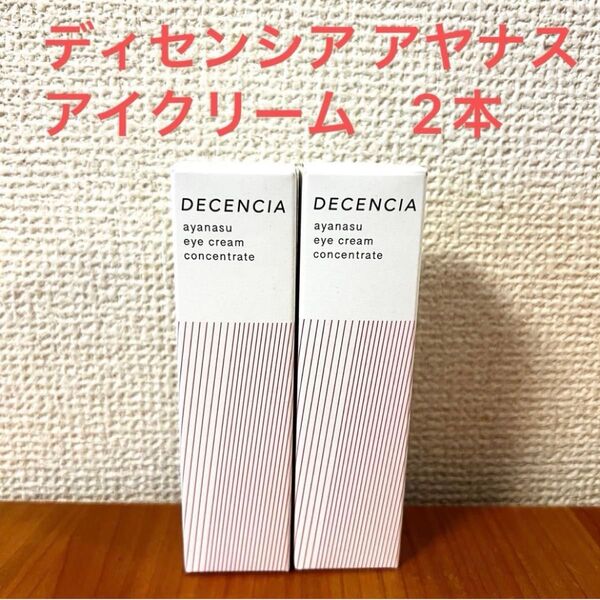 ディセンシア アヤナス
アイクリーム 2本
DECENCIA
ayanasu
eye cream
concentrate
DECENCIA
ayanasu
eye cream
concentrate